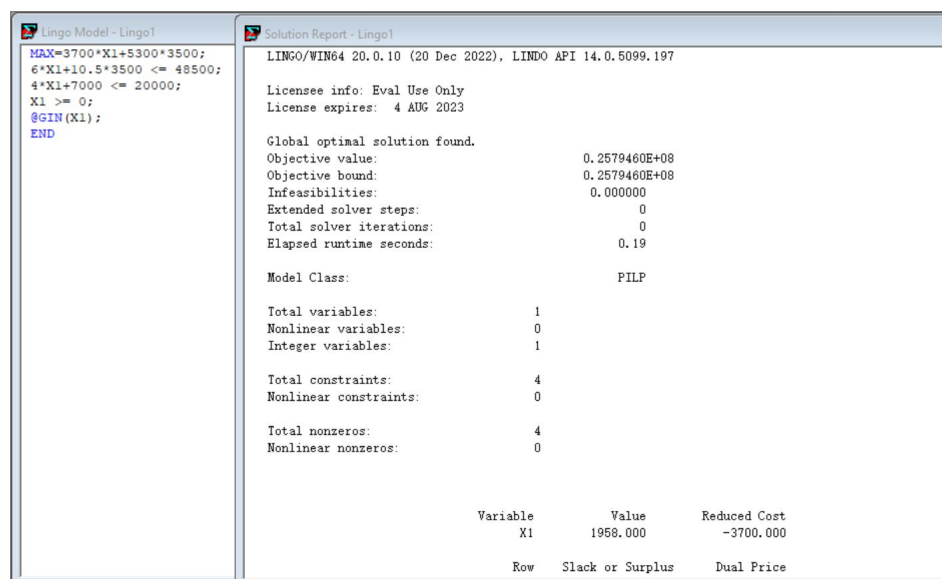 Lingo Model - Lingo1
MAX=3700*X1+5300*3500;
6*X1+10.5*3500 <= 48500;
4*X1+7000 <= 20000;
X1 >= 0;
@GIN(X1);
END
Solution Report - Lingo1
LINGO/WIN64 20.0.10 (20 Dec 2022), LINDO API 14.0.5099.197
Licensee info: Eval Use Only
License expires: 4 AUG 2023
Global optimal solution found.
Objective value: 0.2579460E+08
Objective bound: 0.2579460E+08
Infeasibilities: 0.000000
Extended solver steps: 0
Total solver iterations: 0
Elapsed runtime seconds: 0.19
Model Class: PILP
Total variables: 1
Nonlinear variables: 0
Integer variables: 1
Total constraints: 4
Nonlinear constraints: 0
Total nonzeros: 4
Nonlinear nonzeros: 0
Variable Value Reduced Cost
X1 1958.000 -3700.000
Row Slack or Surplus Dual Price